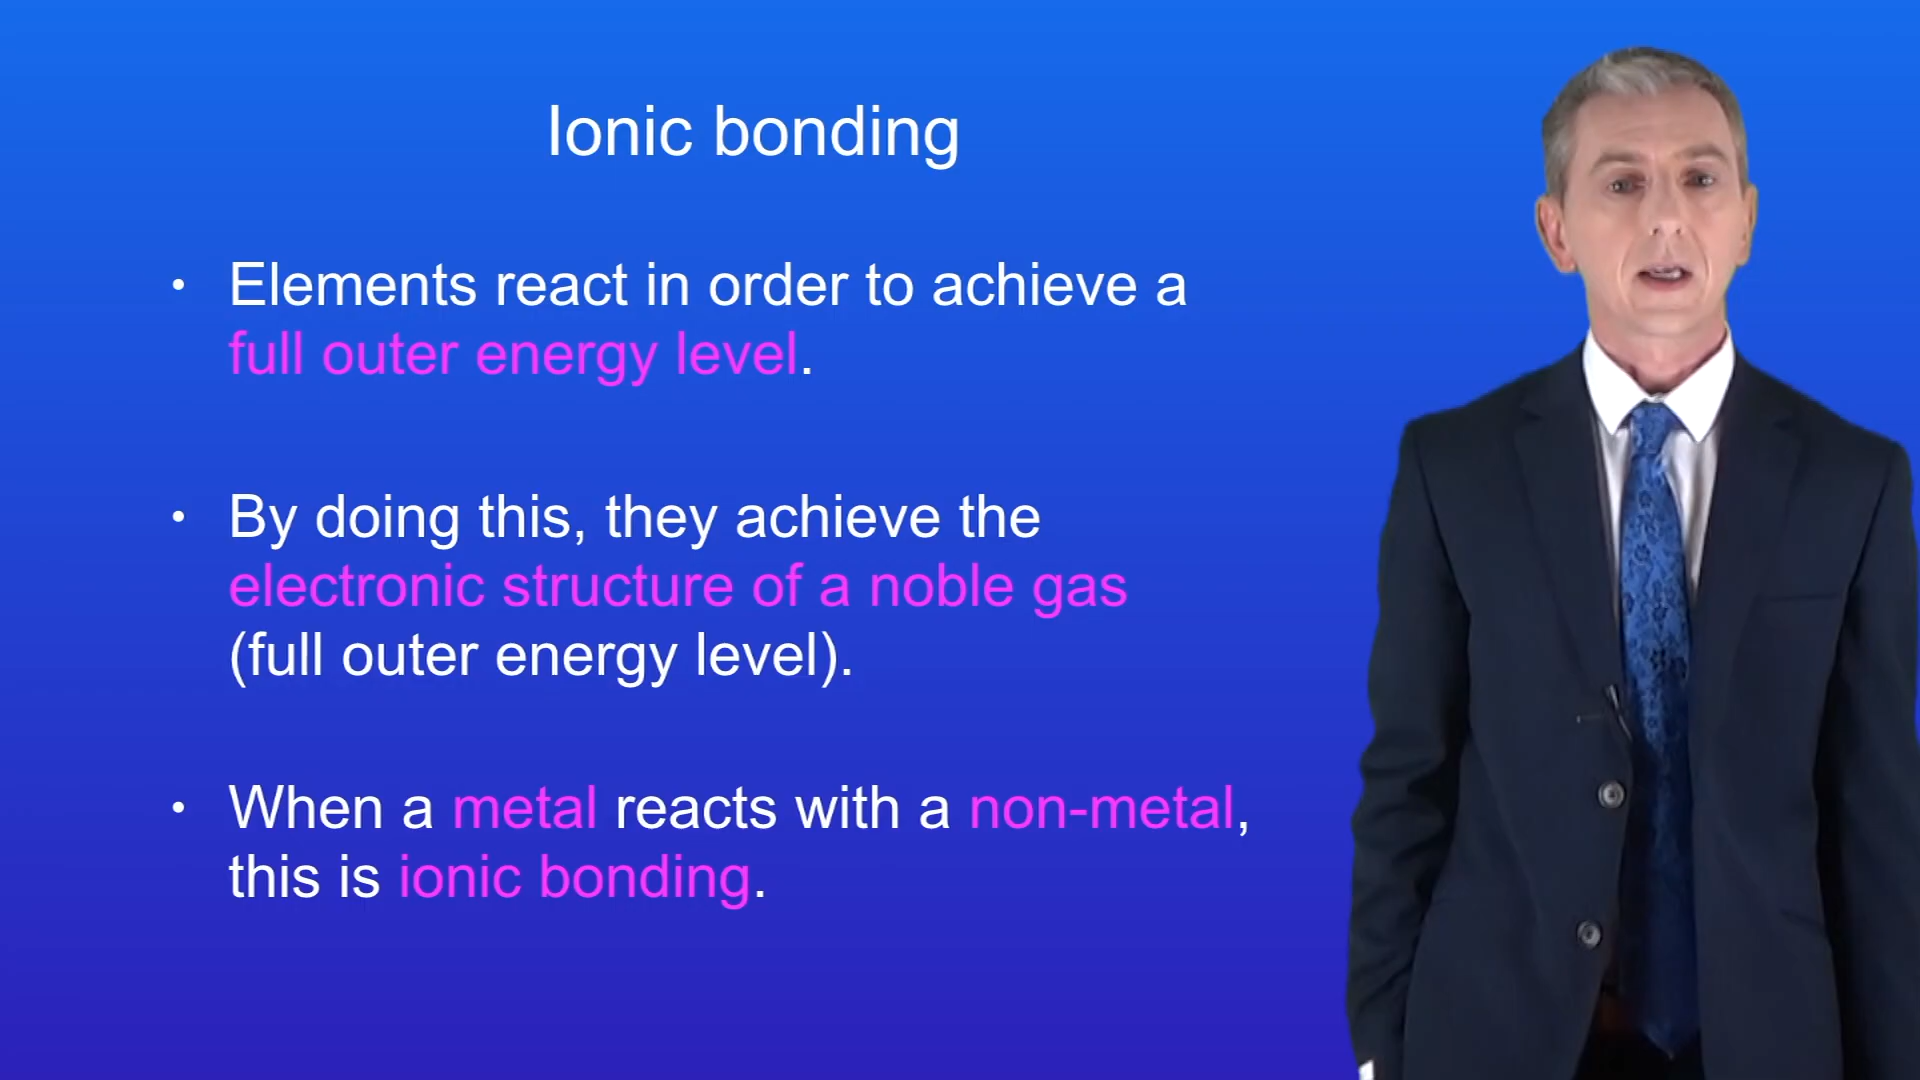 Ionic bonding
• Elements react in order to achieve a
full outer energy level.
• By doing this, they achieve the
electronic structure of a noble gas
(full outer energy level).
• When a metal reacts with a non-metal,
this is ionic bonding.